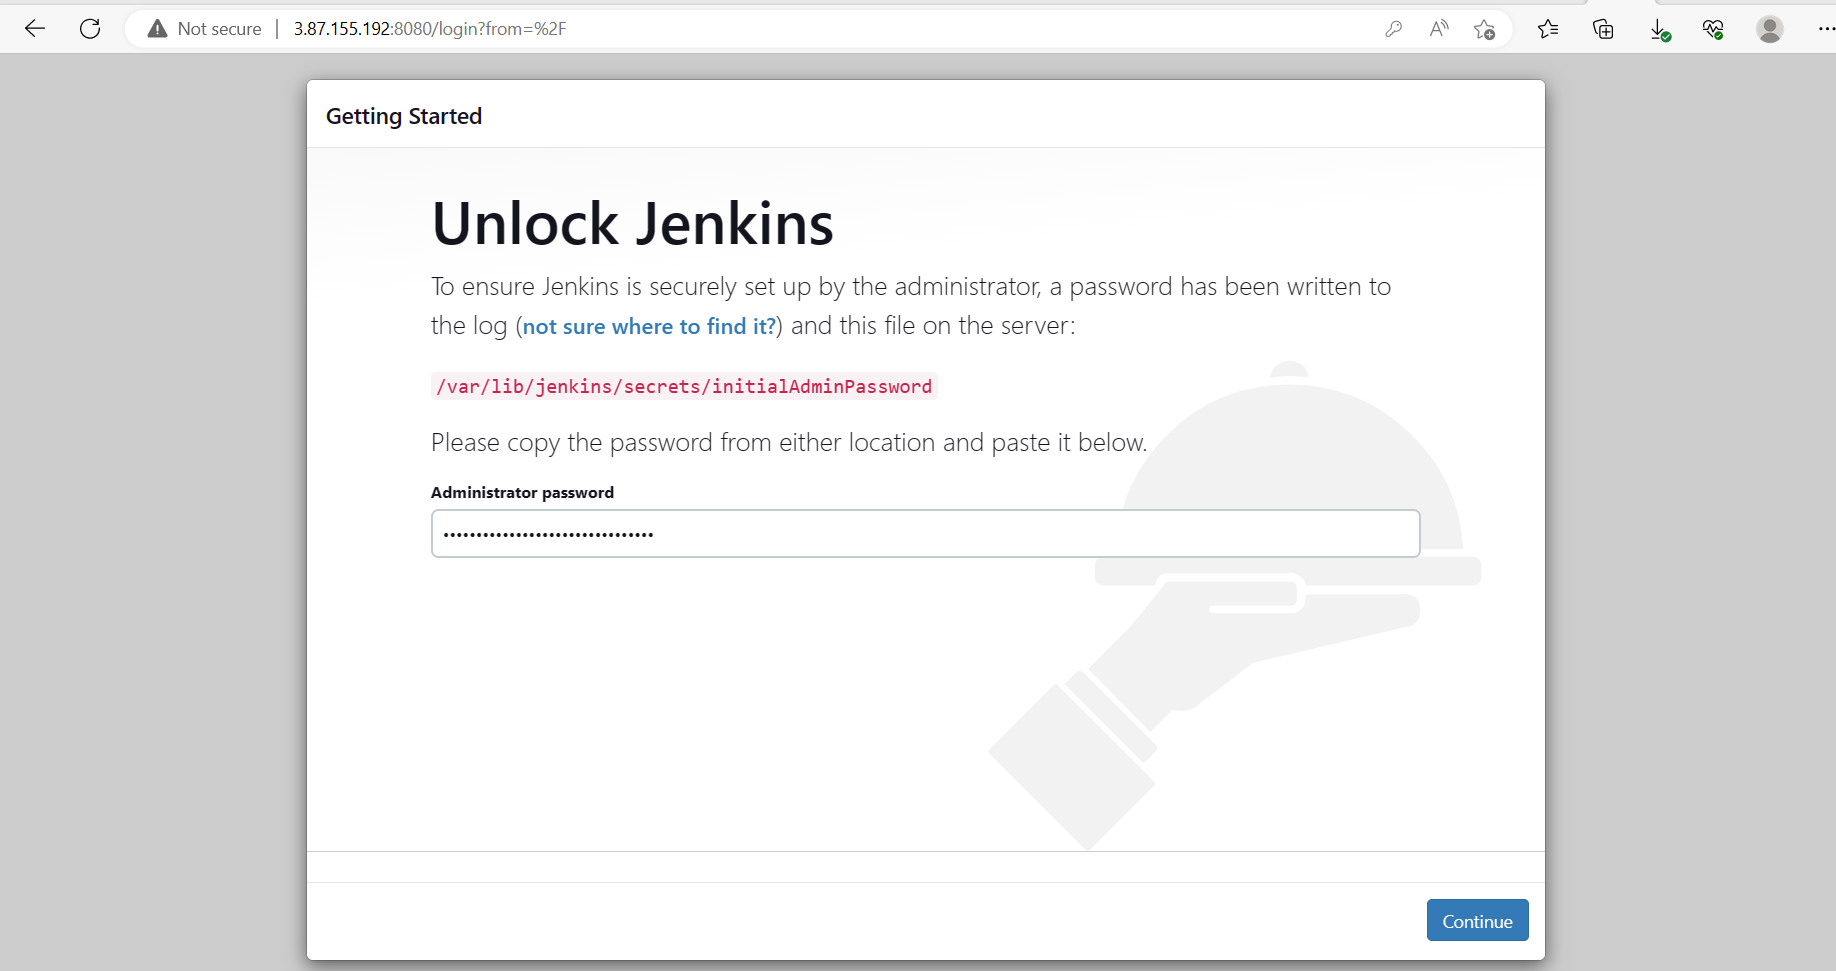 Not secure | 3.87.155.192:8080/login?from=%2F
Getting Started
Unlock Jenkins
To ensure Jenkins is securely set up by the administrator, a password has been written to
the log (not sure where to find it?) and this file on the server:
/var/lib/jenkins/secrets/initialAdminPassword
Please copy the password from either location and paste it below.
Administrator password
••••••••••••••••••••••••••••••••
Continue